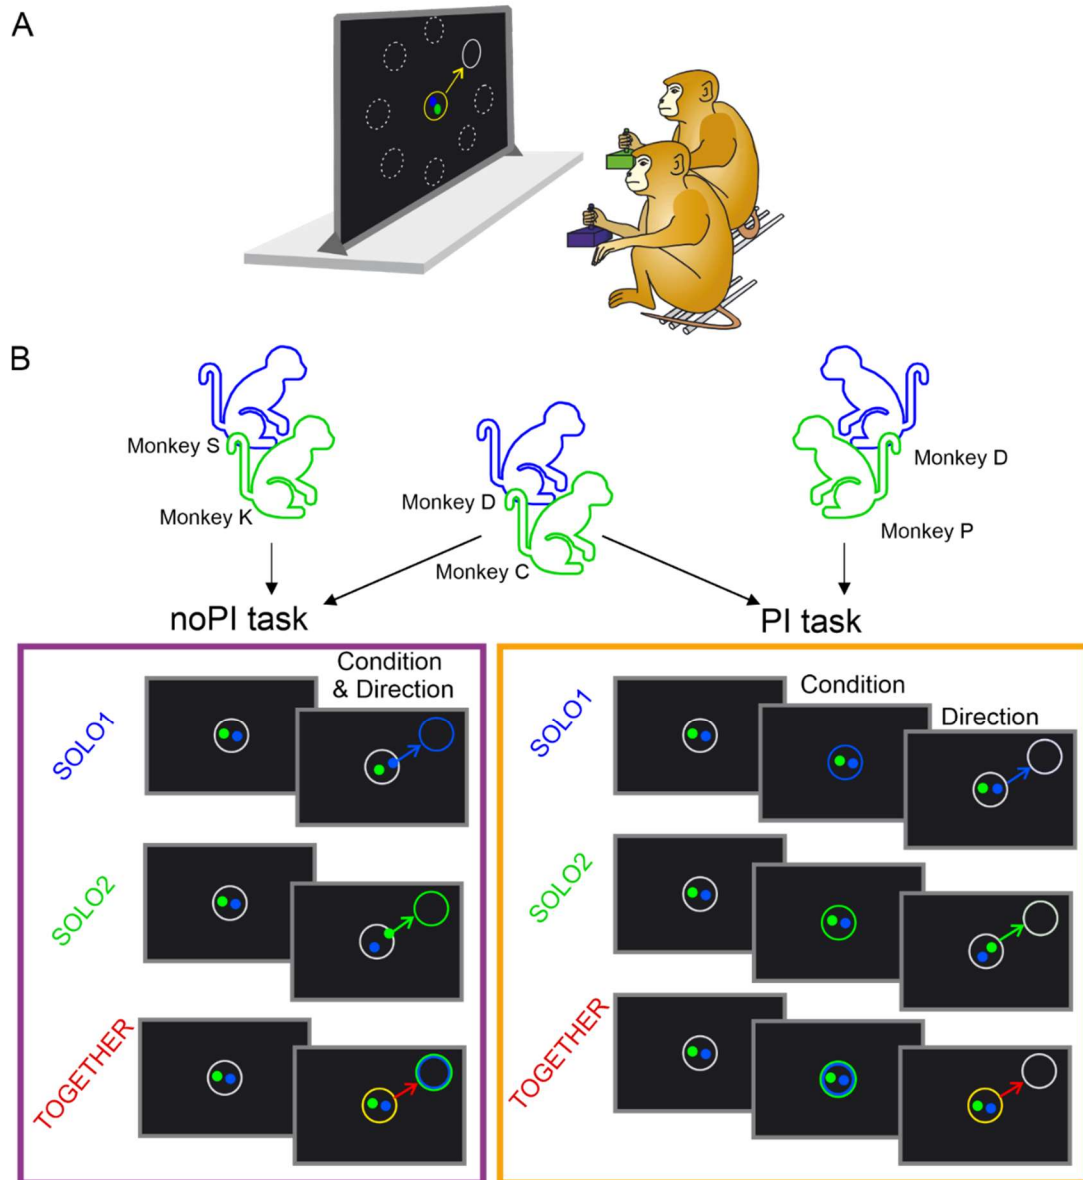 A
B
Monkey S
Monkey K
Monkey D
Monkey C
Monkey D
Monkey P
noPI task
PI task
Condition
& Direction
SOLO1
SOLO2
TOGETHER
Condition
Direction
SOLO1
SOLO2
TOGETHER